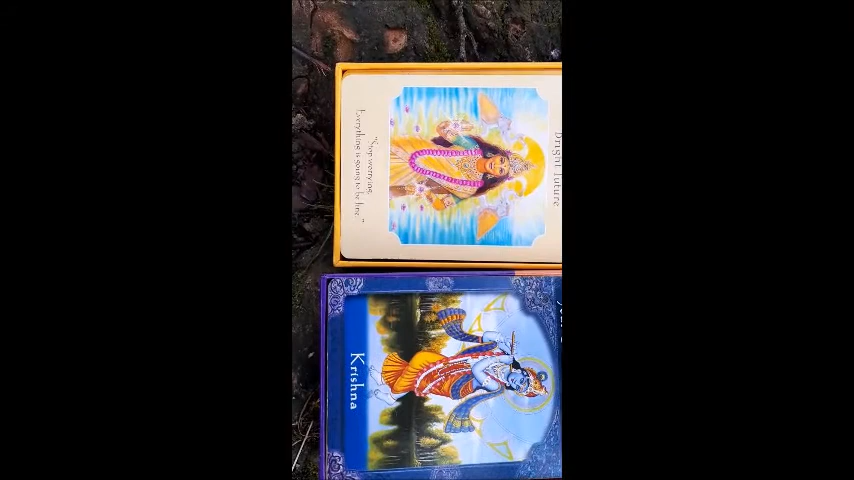 Bright Future
"Stop worrying.
Everything is going to be fine."
Krishna